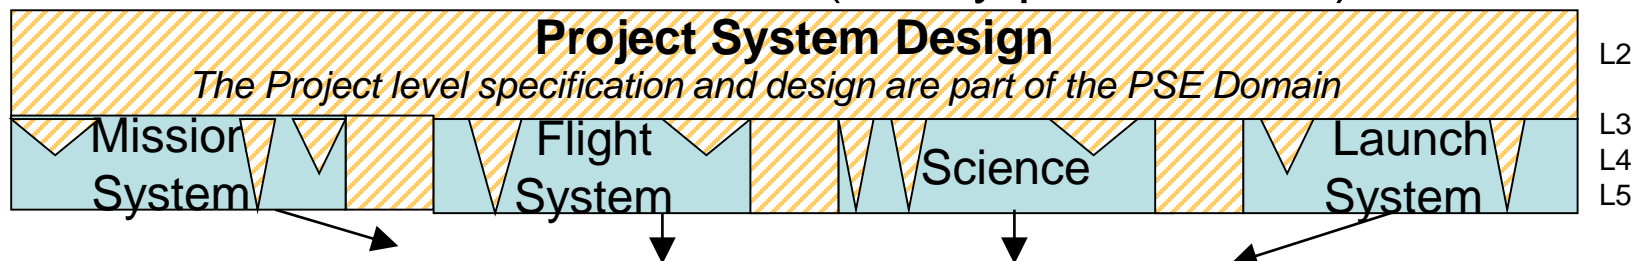 Project System Design
The Project level specification and design are part of the PSE Domain
L2
Mission
System
Flight
System
Science
Launch
System
L3
L4
L5